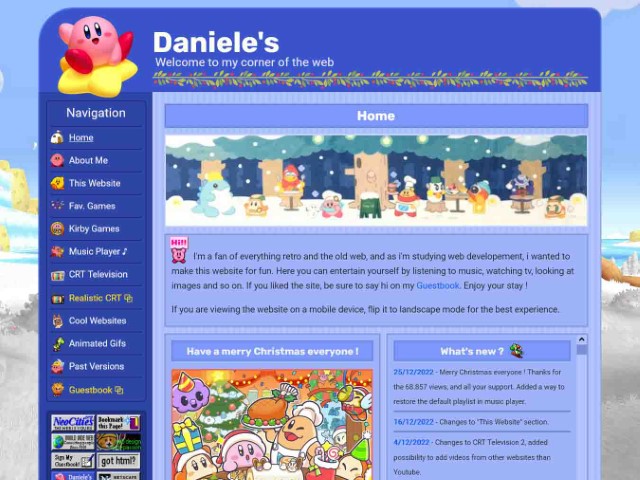 Daniele's
Welcome to my corner of the web
Navigation
Home
About Me
This Website
Fav. Games
Kirby Games
Music Player ♪
CRT Television
Realistic CRT
Cool Websites
Animated Gifs
Past Versions
Guestbook
NeoCities
Bookmark
this Page!
Sign My
Guestbook!
got html?
Daniele's
NETSCAPE
Home
Hi!!
I'm a fan of everything retro and the old web, and as i'm studying web developement, i wanted to
make this website for fun. Here you can entertain yourself by listening to music, watching tv, looking at
images and so on. If you liked the site, be sure to say hi on my Guestbook. Enjoy your stay !
If you are viewing the website on a mobile device, flip it to landscape mode for the best experience.
Have a merry Christmas everyone !
What's new ?
25/12/2022 - Merry Christmas everyone ! Thanks for
the 68.857 views, and all your support. Added a way to
restore the default playlist in music player.
16/12/2022 - Changes to "This Website" section.
4/12/2022 - Changes to CRT Television 2, added
possibility to add videos from other websites than
Youtube.